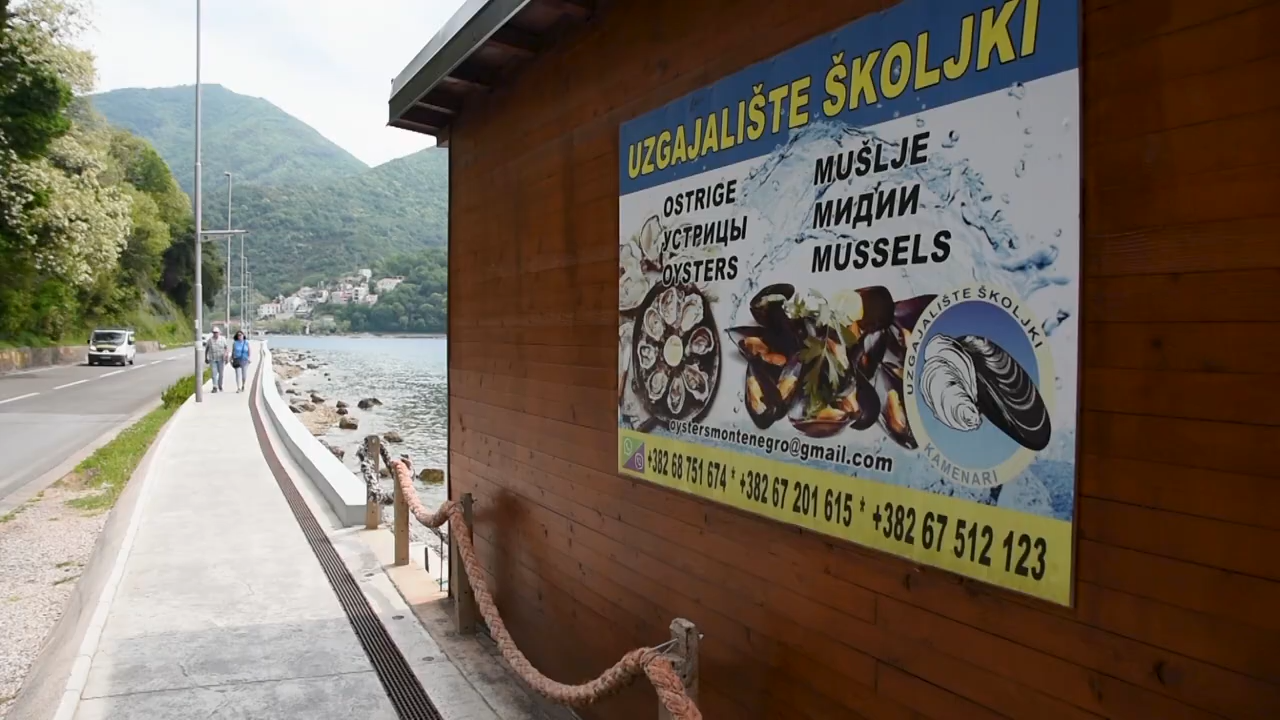 UZGAJALIŠTE ŠKOLJKI
OSTRIGE
УСТРИЦЫ
OYSTERS
MUŠLJE
МИДИИ
MUSSELS
UZGAJALIŠTE ŠKOLJKI
KAMENARI
oystersmontenegro@gmail.com
+382 68 751 674 * +382 67 201 615 * +382 67 512 123